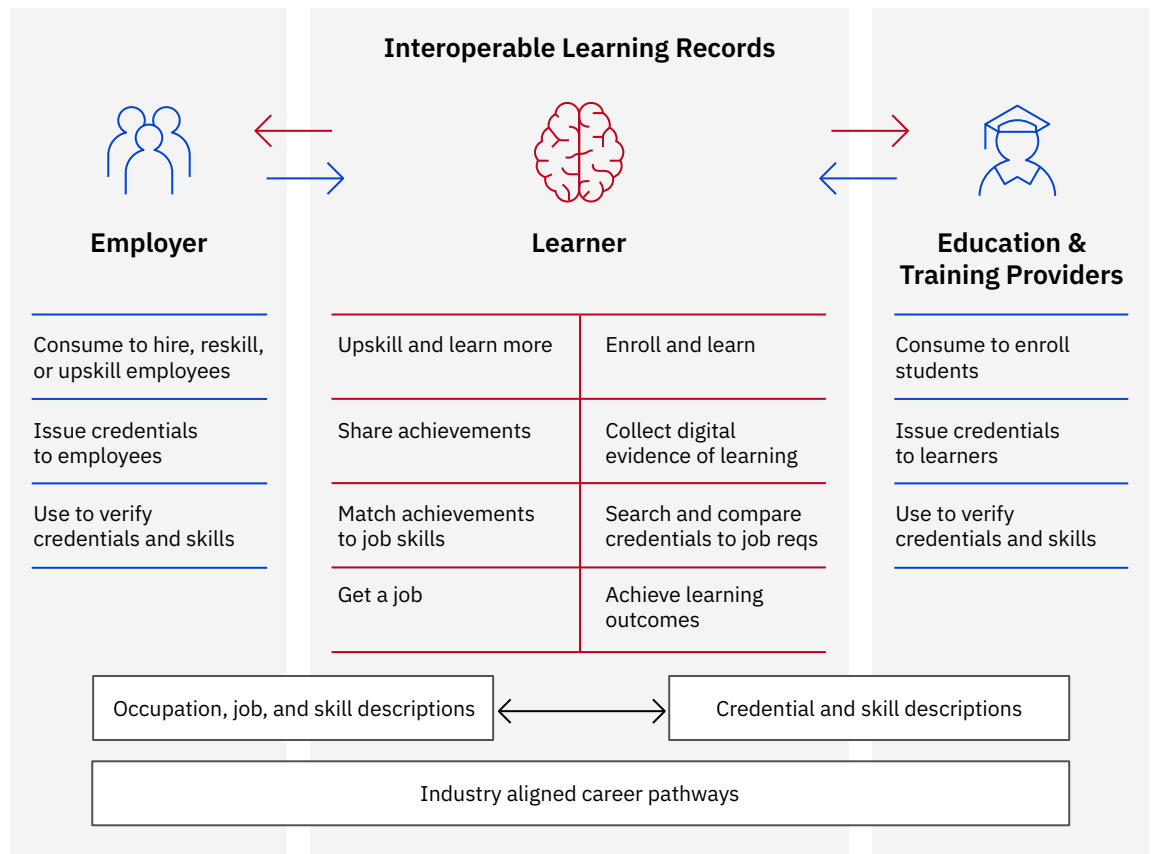 Interoperable Learning Records
Employer
Learner
Education &
Training Providers
Consume to hire, reskill,
or upskill employees
Issue credentials
to employees
Use to verify
credentials and skills
Upskill and learn more
Enroll and learn
Share achievements
Collect digital
evidence of learning
Match achievements
to job skills
Search and compare
credentials to job reqs
Get a job
Achieve learning
outcomes
Consume to enroll
students
Issue credentials
to learners
Use to verify
credentials and skills
Occupation, job, and skill descriptions
Credential and skill descriptions
Industry aligned career pathways